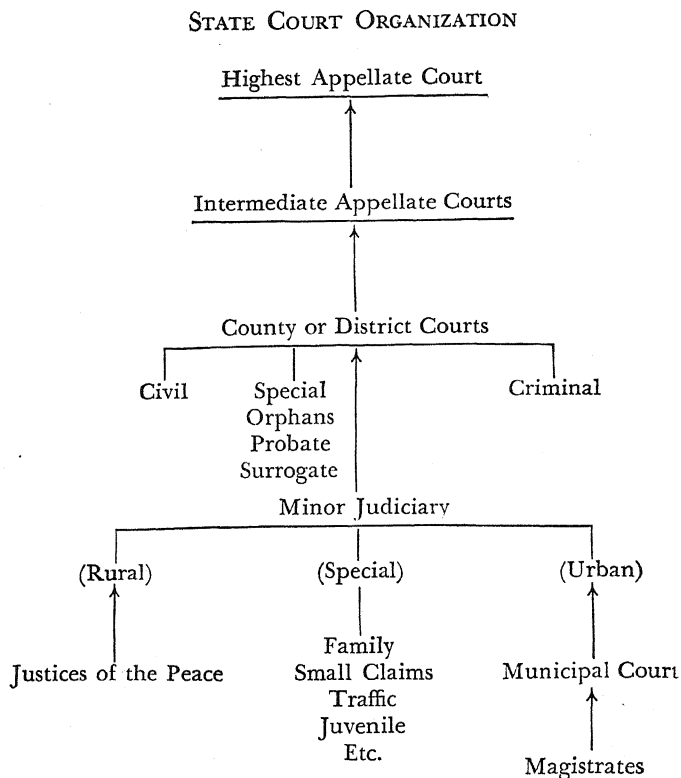 STATE COURT ORGANIZATION
Highest Appellate Court
Intermediate Appellate Courts
County or District Courts
Civil
Special
Orphans
Probate
Surrogate
Criminal
Minor Judiciary
(Rural)
(Special)
(Urban)
Justices of the Peace
Family
Small Claims
Traffic
Juvenile
Etc.
Municipal Court
Magistrates